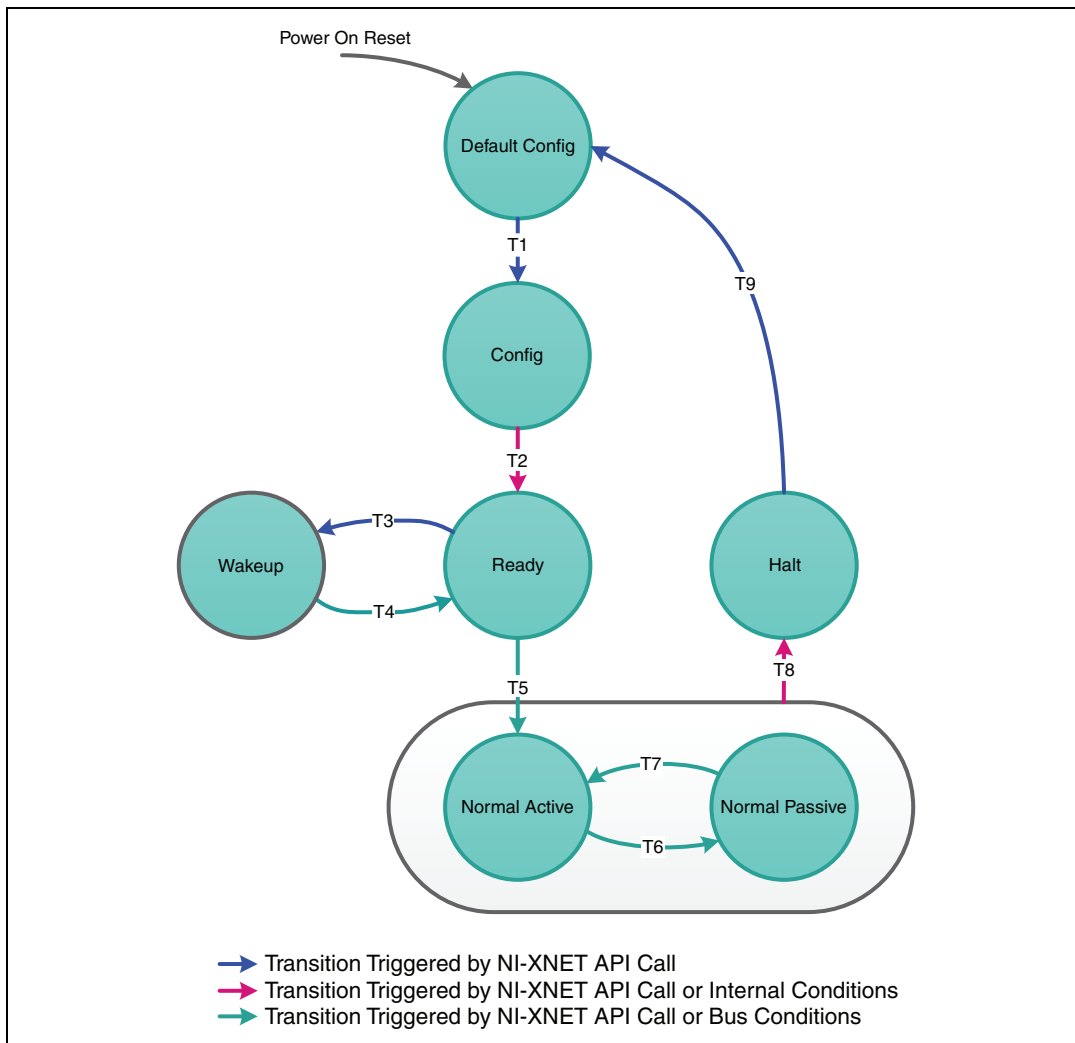 Power On Reset
Default Config
T1
T9
Config
T2
T3
Wakeup
Ready
Halt
T4
T8
T5
T7
Normal Active
Normal Passive
T6
Transition Triggered by NI-XNET API Call
Transition Triggered by NI-XNET API Call or Internal Conditions
Transition Triggered by NI-XNET API Call or Bus Conditions